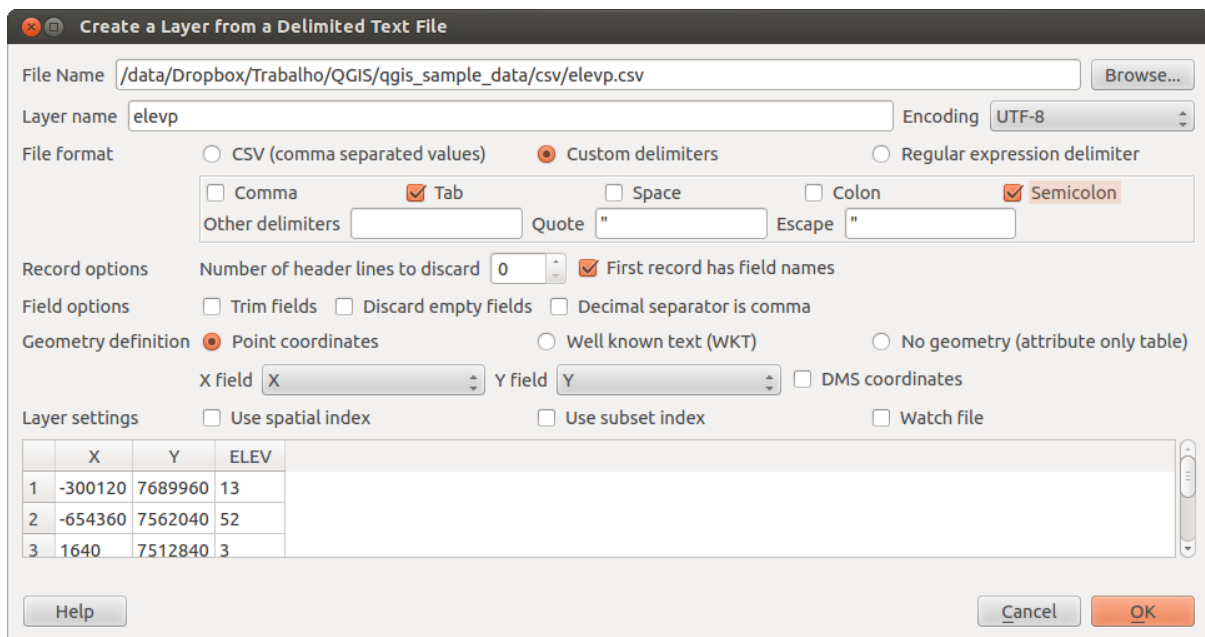 Create a Layer from a Delimited Text File
File Name /data/Dropbox/Trabalho/QGIS/qgis_sample_data/csv/elevp.csv Browse...
Layer name elevp Encoding UTF-8
File format CSV (comma separated values) Custom delimiters Regular expression delimiter
Comma Tab Space Colon Semicolon
Other delimiters Quote " Escape "
Record options Number of header lines to discard 0 First record has field names
Field options Trim fields Discard empty fields Decimal separator is comma
Geometry definition Point coordinates Well known text (WKT) No geometry (attribute only table)
X field X Y field Y DMS coordinates
Layer settings Use spatial index Use subset index Watch file
X Y ELEV
1 -300120 7689960 13
2 -654360 7562040 52
3 1640 7512840 3
Help Cancel OK